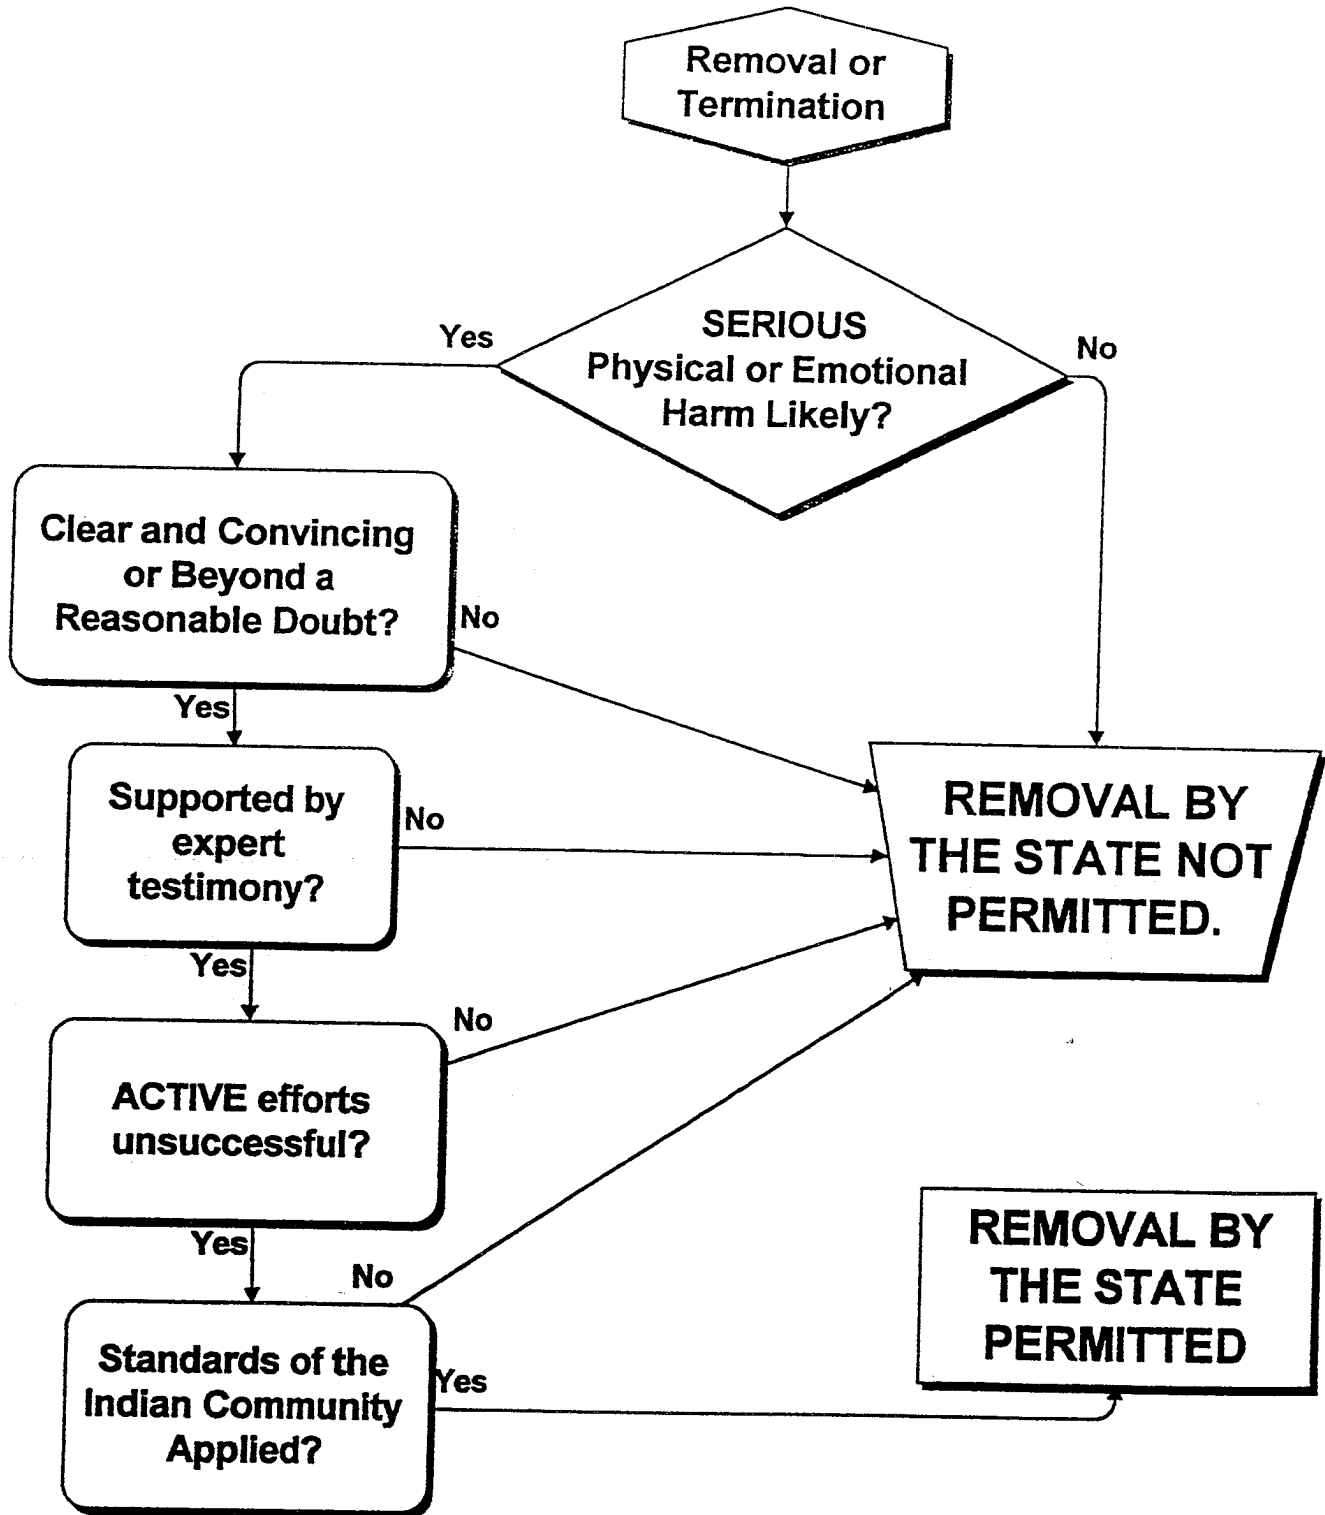 Removal or
Termination
SERIOUS
Physical or Emotional
Harm Likely?
Yes
No
Clear and Convincing
or Beyond a
Reasonable Doubt?
No
Yes
Supported by
expert
testimony?
No
Yes
REMOVAL BY
THE STATE NOT
PERMITTED.
ACTIVE efforts
unsuccessful?
No
Yes
Standards of the
Indian Community
Applied?
No
Yes
REMOVAL BY
THE STATE
PERMITTED